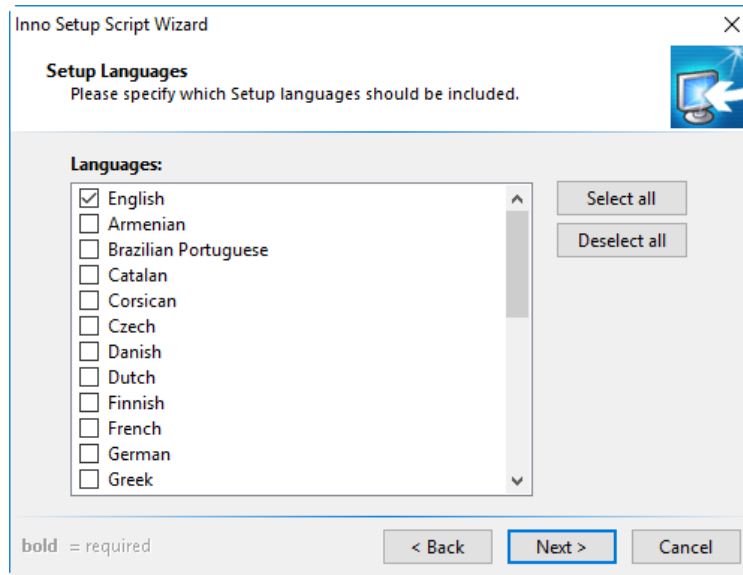 Inno Setup Script Wizard
Setup Languages
Please specify which Setup languages should be included.
Languages:
English
Armenian
Brazilian Portuguese
Catalan
Corsican
Czech
Danish
Dutch
Finnish
French
German
Greek
Select all
Deselect all
bold = required
< Back
Next >
Cancel